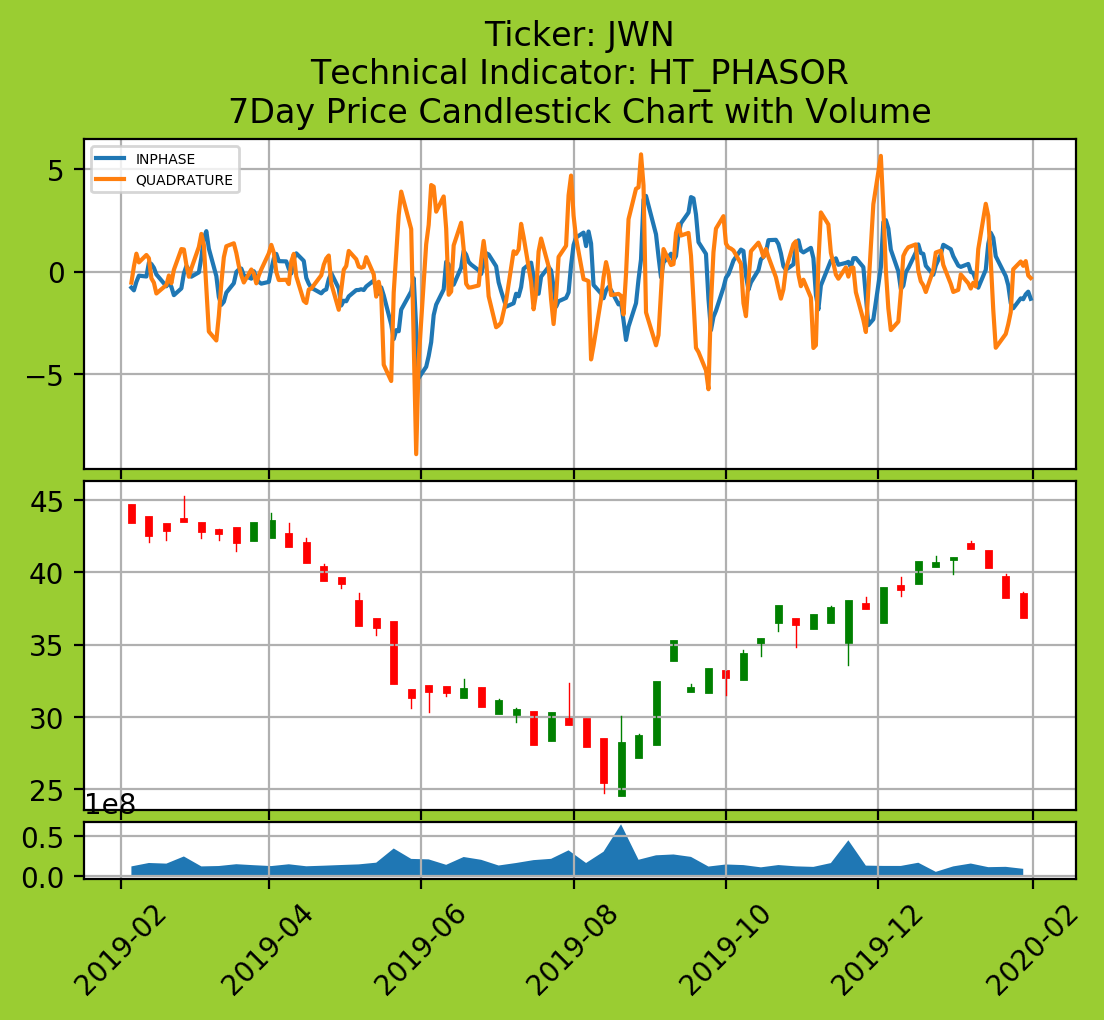 Ticker: JWN
Technical Indicator: HT_PHASOR
7Day Price Candlestick Chart with Volume
INPHASE
QUADRATURE
5
0
−5
45
40
35
30
25
1e8
0.5
0.0
2019-02
2019-04
2019-06
2019-08
2019-10
2019-12
2020-02